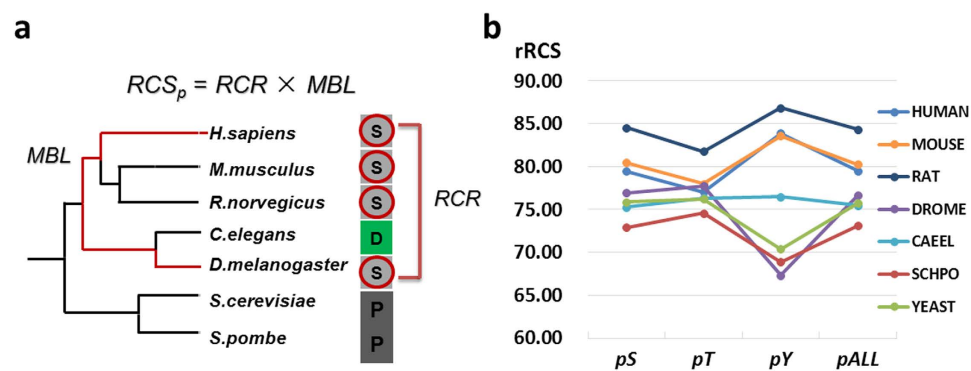 a
RCSp = RCR × MBL
MBL
H.sapiens S
M.musculus S
R.norvegicus S
C.elegans D
D.melanogaster S
S.cerevisiae P
S.pombe P
RCR
b
rRCS
90.00
85.00
80.00
75.00
70.00
65.00
60.00
pS pT pY pALL
HUMAN
MOUSE
RAT
DROME
CAEEL
SCHPO
YEAST